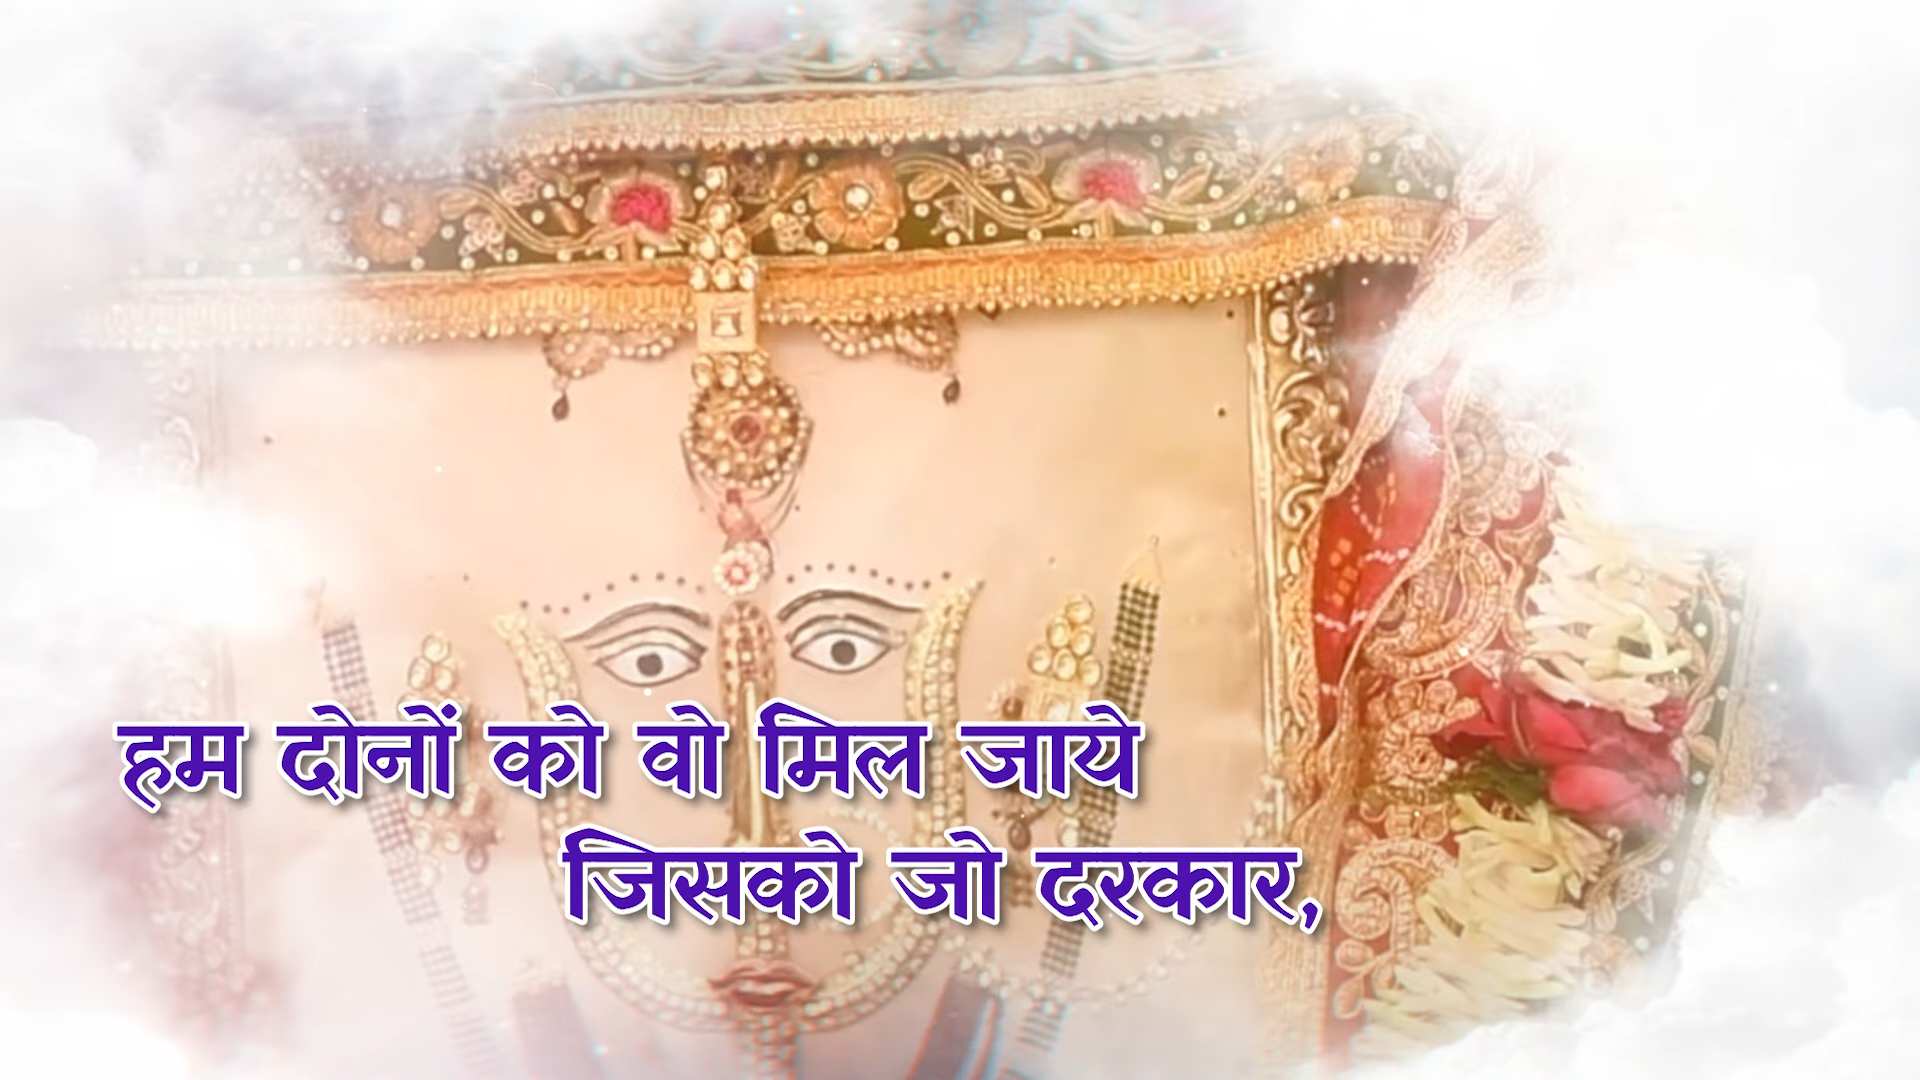 हम दोनों को वो मिल जाये
जिसको जो दरकार,